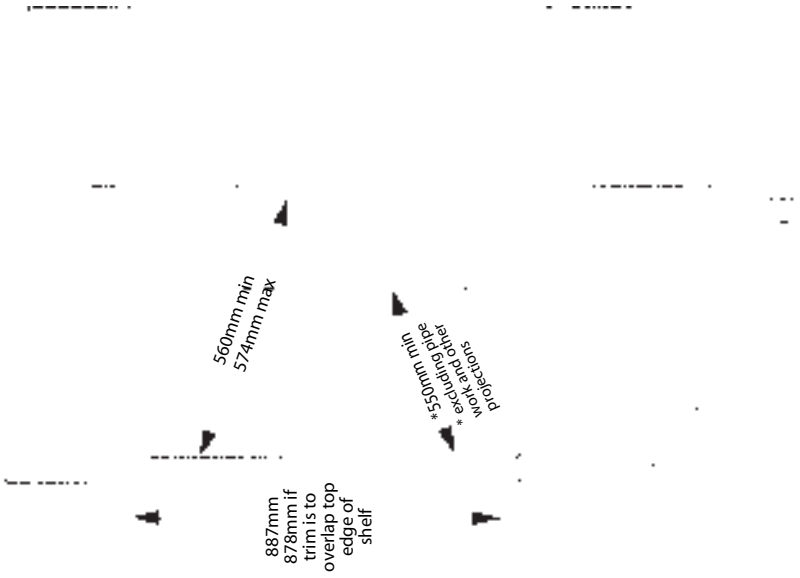 560mm min
574mm max
*550mm min
* excluding pipe
work and other
projections
887mm
878mm if
trim is to
overlap top
edge of
shelf